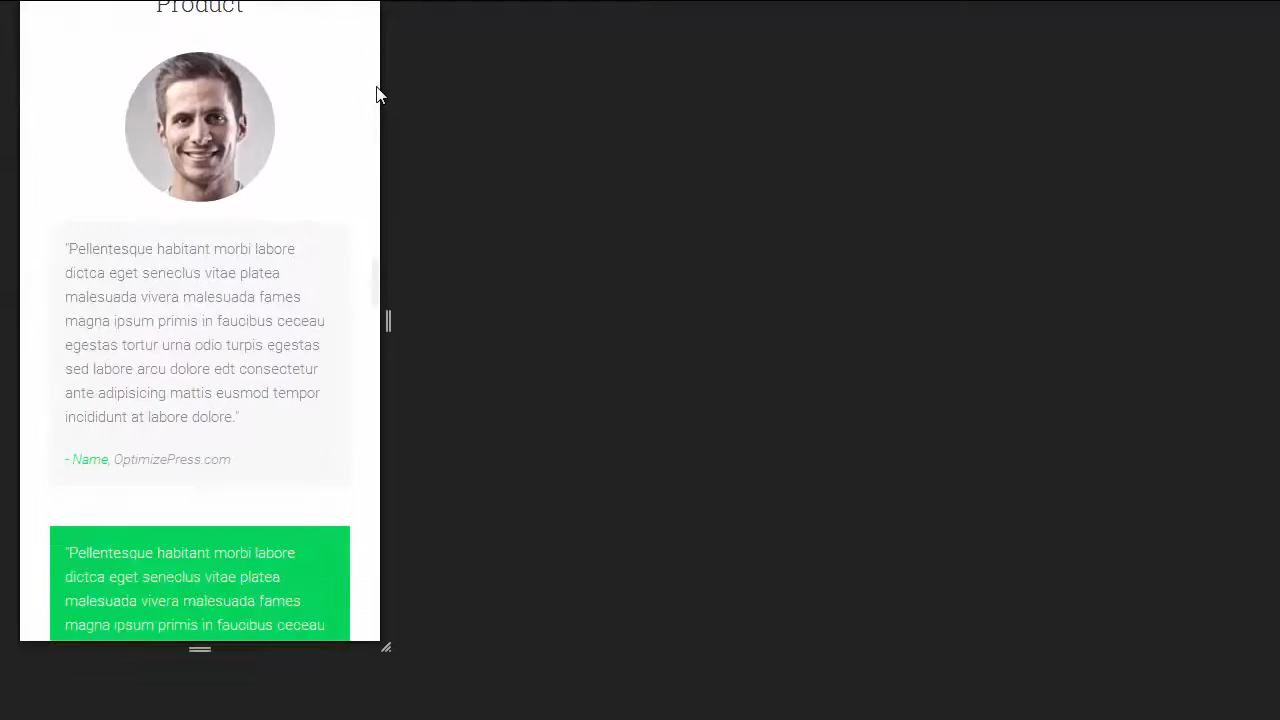 Product
"Pellentesque habitant morbi labore
dictca eget seneclus vitae platea
malesuada vivera malesuada fames
magna ipsum primis in faucibus ceceau
egestas tortur urna odio turpis egestas
sed labore arcu dolore edt consectetur
ante adipisicing mattis eusmod tempor
incididunt at labore dolore."
- Name, OptimizePress.com
"Pellentesque habitant morbi labore
dictca eget seneclus vitae platea
malesuada vivera malesuada fames
magna ipsum primis in faucibus ceceau